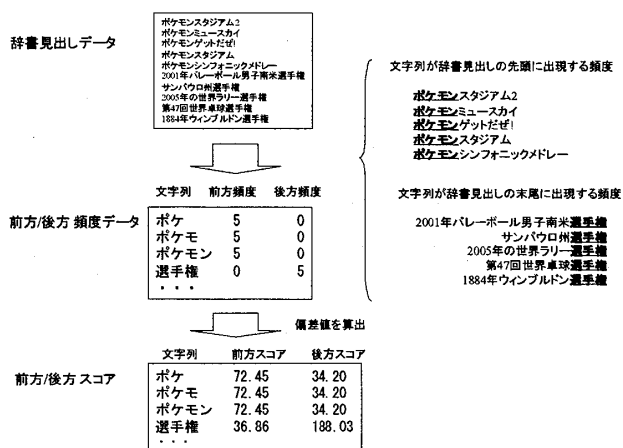 辞書見出しデータ
ポケモンスタジアム2
ポケモンミュースカイ
ポケモンゲットだぜ!
ポケモンスタジアム
ポケモンシンフォニックメドレー
2001年バレーボール男子南米選手権
サンパウロ州選手権
2005年の世界ラリー選手権
第47回世界卓球選手権
1884年ウィンブルドン選手権
文字列が辞書見出しの先頭に出現する頻度
ポケモンスタジアム2
ポケモンミュースカイ
ポケモンゲットだぜ!
ポケモンスタジアム
ポケモンシンフォニックメドレー
文字列が辞書見出しの末尾に出現する頻度
2001年バレーボール男子南米選手権
サンパウロ州選手権
2005年の世界ラリー選手権
第47回世界卓球選手権
1884年ウィンブルドン選手権
前方/後方 頻度データ
文字列 前方頻度 後方頻度
ポケ 5 0
ポケモ 5 0
ポケモン 5 0
選手権 0 5
・・・
偏差値を算出
前方/後方 スコア
文字列 前方スコア 後方スコア
ポケ 72.45 34.20
ポケモ 72.45 34.20
ポケモン 72.45 34.20
選手権 36.86 188.03
・・・